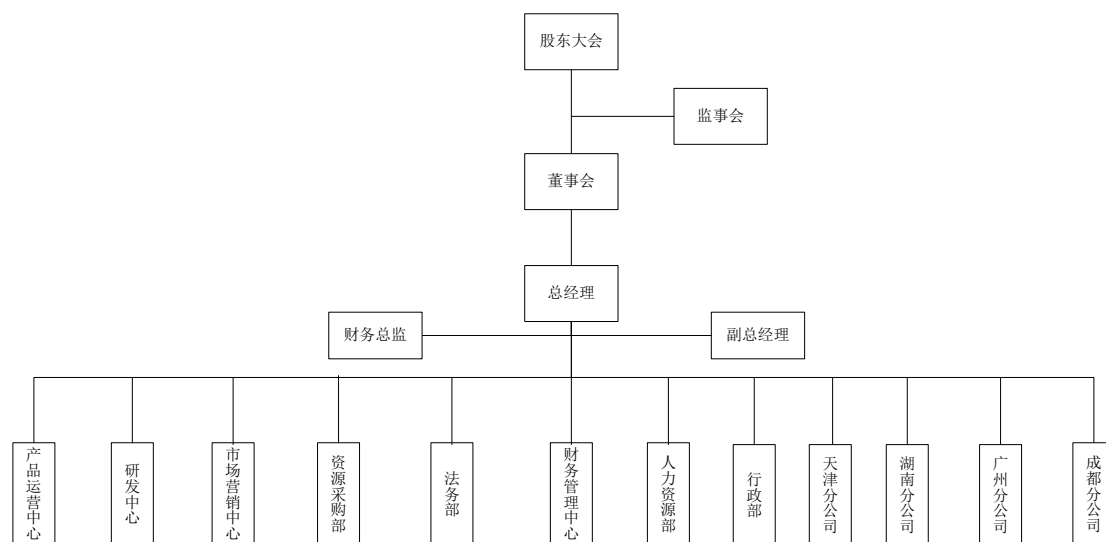 股东大会
监事会
董事会
总经理
财务总监
副总经理
产品运营中心
研发中心
市场营销中心
资源采购部
法务部
财务管理中心
人力资源部
行政部
天津分公司
湖南分公司
广州分公司
成都分公司